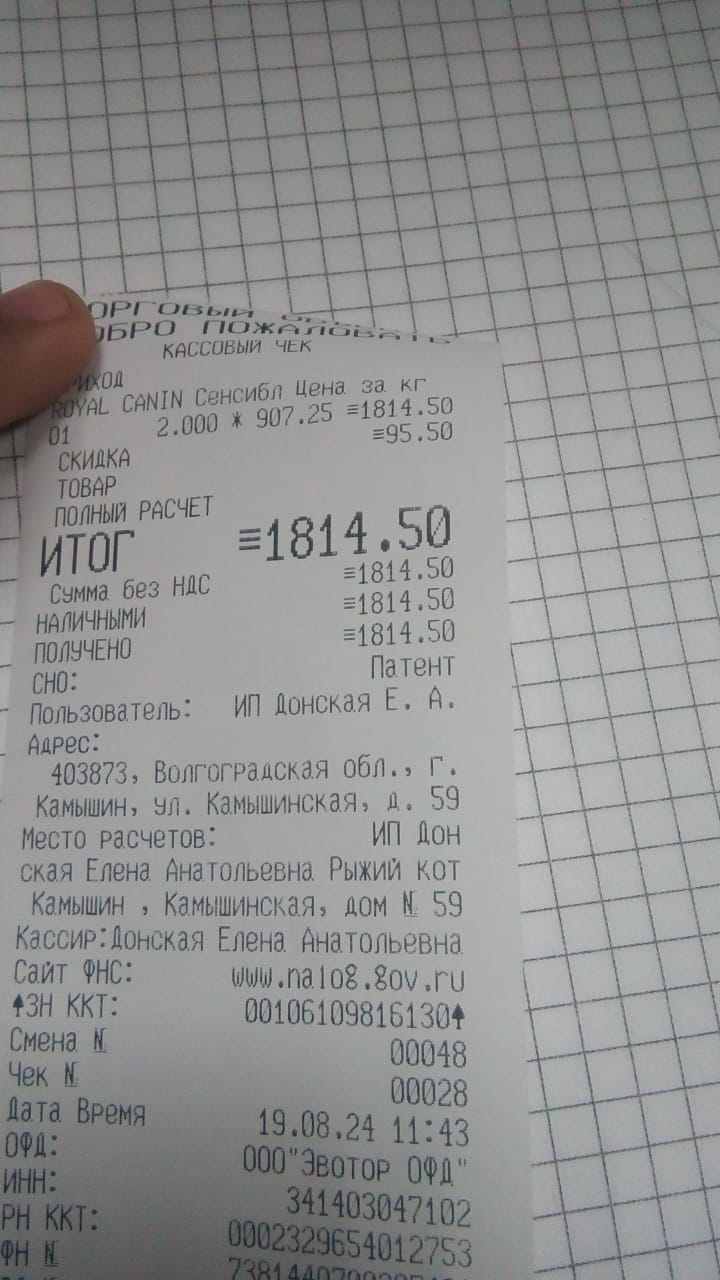 ОРГОВЫЙ
ОБРО ПОЖАЛОВАТЬ
КАССОВЫЙ ЧЕК
ИХОД
ROYAL CANIN Сенсибл Цена за кг
01 2.000 * 907.25 ≡1814.50
СКИДКА ≡95.50
ТОВАР
ПОЛНЫЙ РАСЧЕТ
ИТОГ ≡1814.50
Сумма без НДС ≡1814.50
НАЛИЧНЫМИ ≡1814.50
ПОЛУЧЕНО ≡1814.50
СНО: Патент
Пользователь: ИП Донская Е. А.
Адрес:
403873, Волгоградская обл., г.
Камышин, ул. Камышинская, д. 59
Место расчетов: ИП Дон
ская Елена Анатольевна Рыжий кот
Камышин , Камышинская, дом № 59
Кассир:Донская Елена Анатольевна
Сайт ФНС: www.nalog.gov.ru
ЗН ККТ: 00106109816130
Смена № 00048
Чек № 00028
Дата Время 19.08.24 11:43
ОФД: ООО"Эвотор ОФД"
ИНН: 341403047102
РН ККТ: 0002329654012753
ФН №